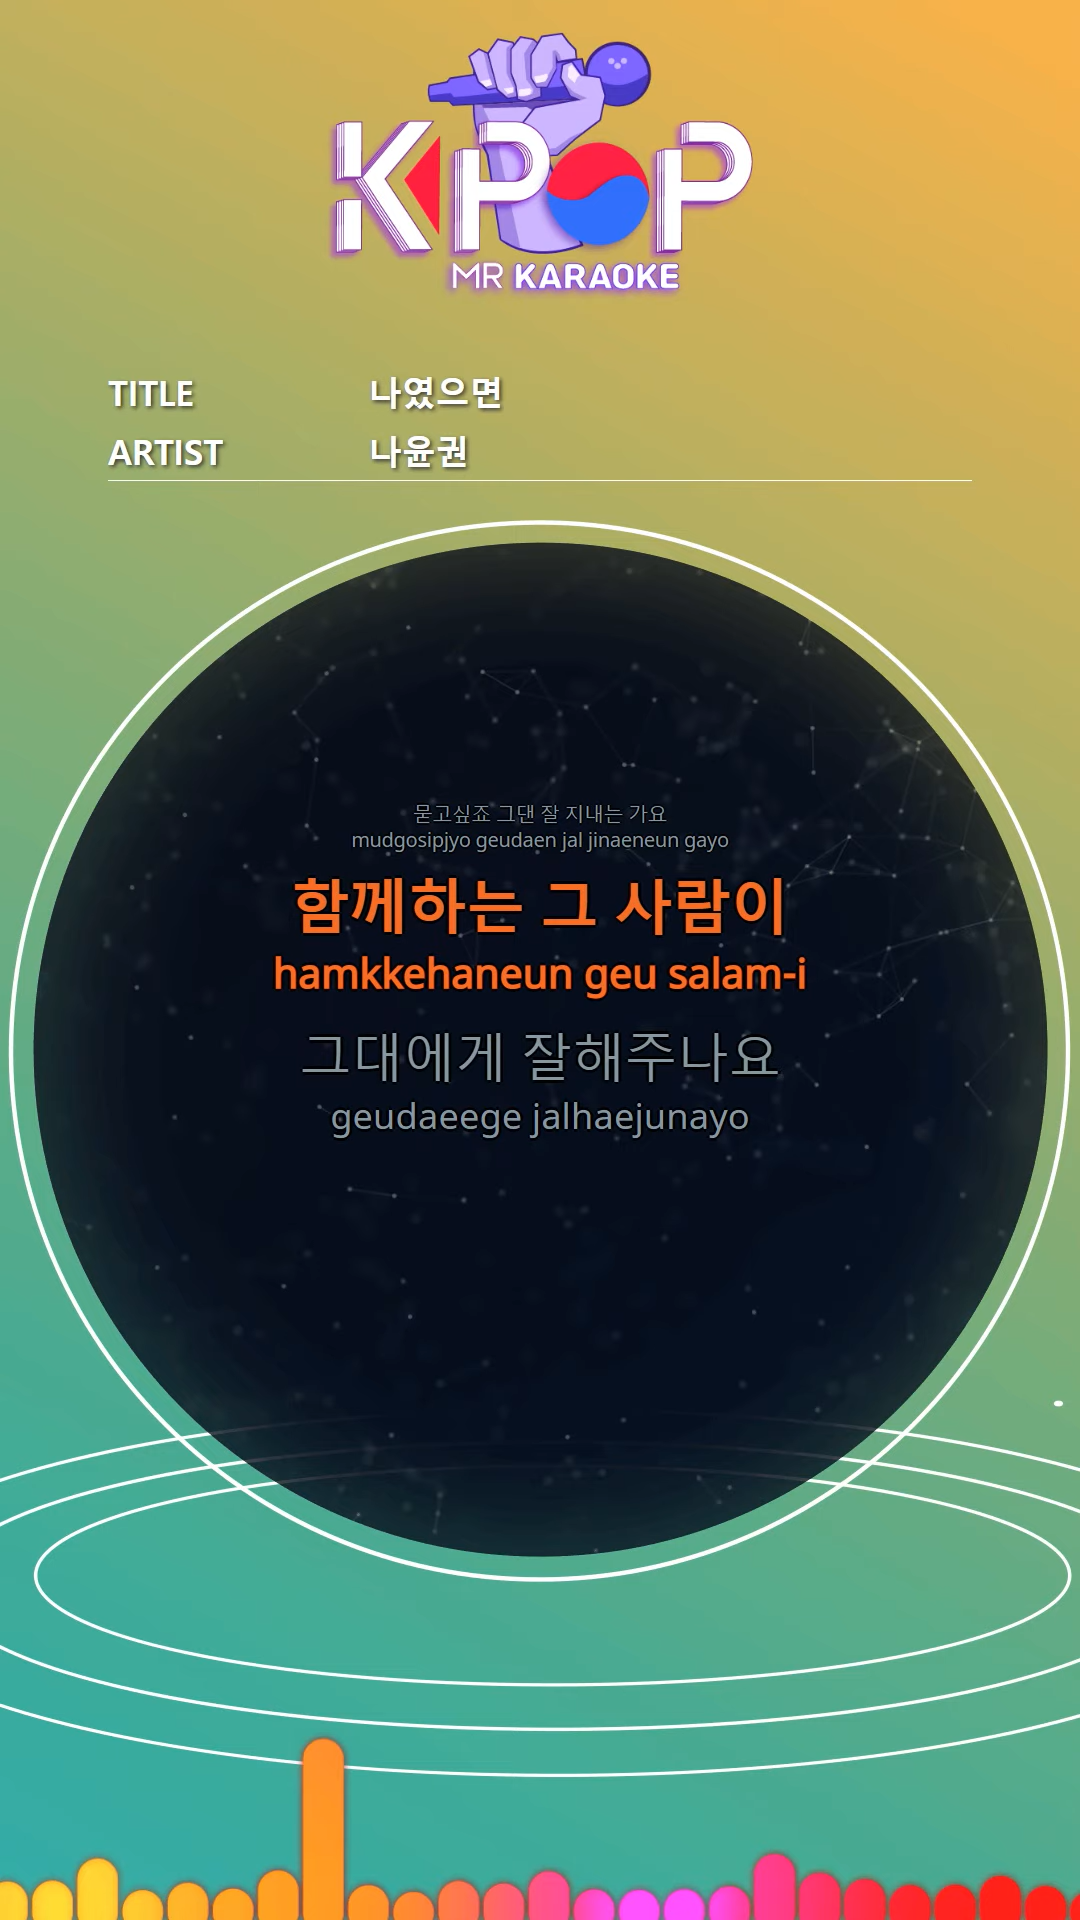 KPOP
MR KARAOKE
TITLE 나였으면
ARTIST 나윤권
묻고싶죠 그댄 잘 지내는 가요
mudgosipjyo geudaen jal jinaeneun gayo
함께하는 그 사람이
hamkkehaneun geu salam-i
그대에게 잘해주나요
geudaeege jalhaejunayo